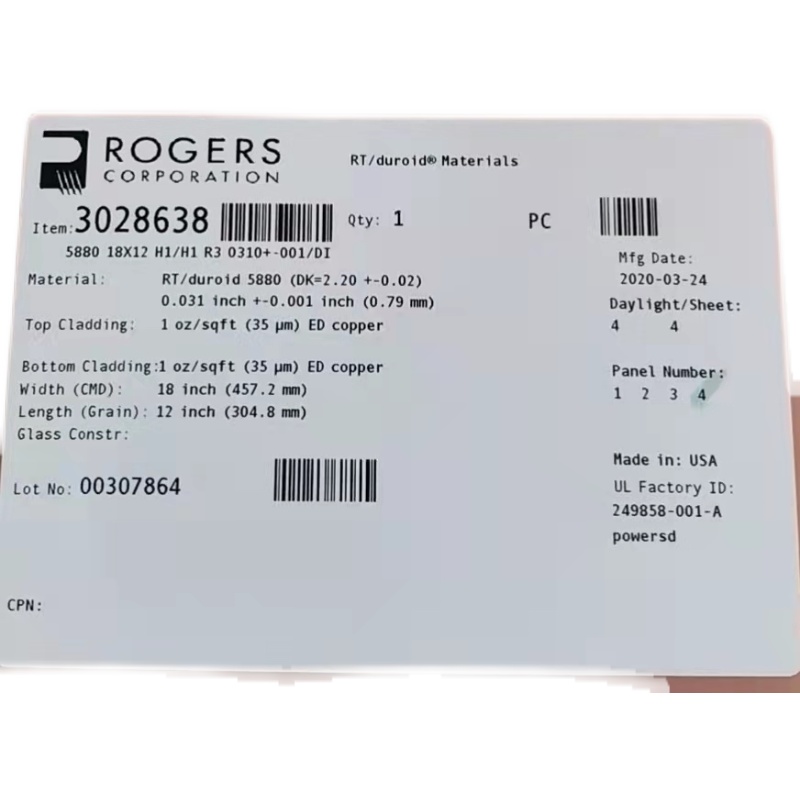 ROGERS
CORPORATION
RT/duroid® Materials
Item: 3028638
Qty: 1
PC
5880 18X12 H1/H1 R3 0310+-001/DI
Mfg Date:
2020-03-24
Material: RT/duroid 5880 (DK=2.20 +-0.02)
0.031 inch +-0.001 inch (0.79 mm)
Daylight/Sheet:
4 4
Top Cladding: 1 oz/sqft (35 µm) ED copper
Bottom Cladding:1 oz/sqft (35 µm) ED copper
Panel Number:
1 2 3 4
Width (CMD): 18 inch (457.2 mm)
Length (Grain): 12 inch (304.8 mm)
Glass Constr:
Lot No: 00307864
Made in: USA
UL Factory ID:
249858-001-A
powersd
CPN: